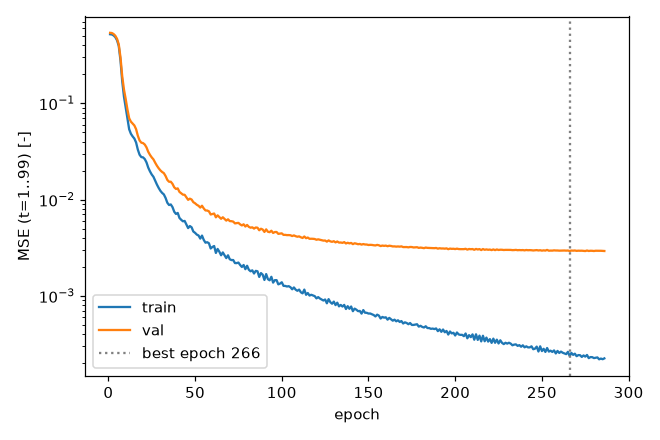 MSE (t=1..99) [-]
10⁻¹
10⁻²
10⁻³
train
val
best epoch 266
0 50 100 150 200 250 300
epoch